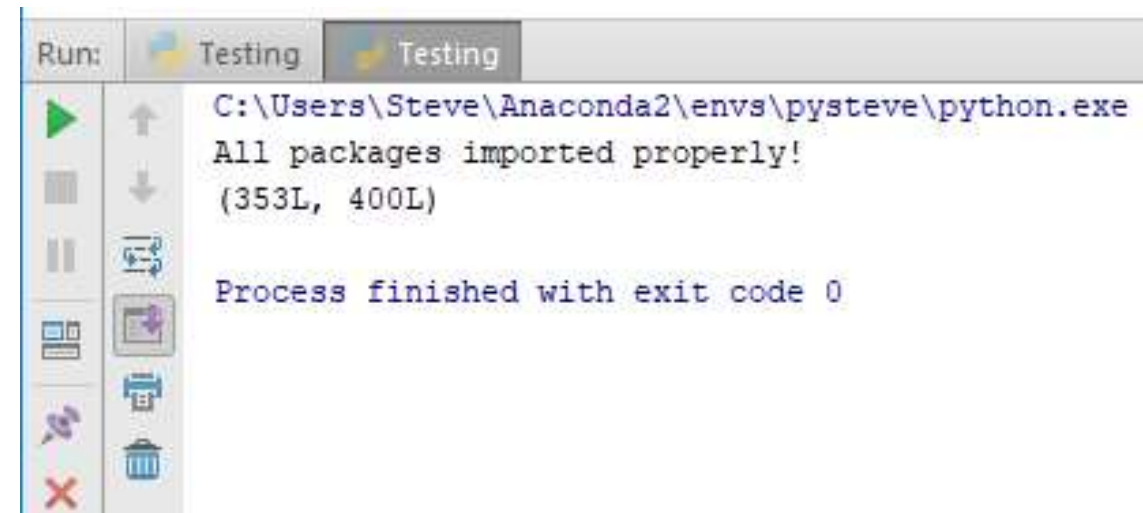 Run: Testing Testing
C:\Users\Steve\Anaconda2\envs\pysteve\python.exe
All packages imported properly!
(353L, 400L)
Process finished with exit code 0